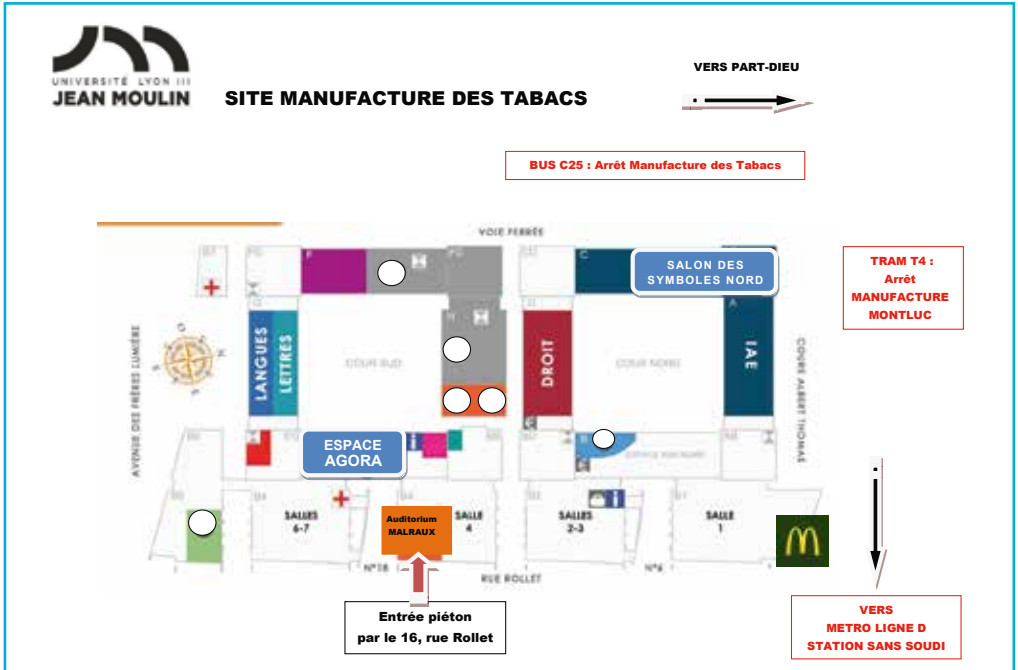 UNIVERSITÉ LYON III
JEAN MOULIN
SITE MANUFACTURE DES TABACS
VERS PART-DIEU
BUS C25 : Arrêt Manufacture des Tabacs
VOIE FERRÉE
SALON DES
SYMBOLES NORD
TRAM T4 :
Arrêt
MANUFACTURE
MONTLUC
AVENUE DES FRÈRES LUMIÈRE
LANGUES
LETTRES
COUR SUD
DROIT
COUR NORD
IAE
COURS ALBERT THOMAS
ESPACE
AGORA
SALLES
6-7
Auditorium
MALRAUX
SALLE
4
SALLES
2-3
SALLE
1
N°18
RUE ROLLET
N°6
Entrée piéton
par le 16, rue Rollet
VERS
METRO LIGNE D
STATION SANS SOUDI